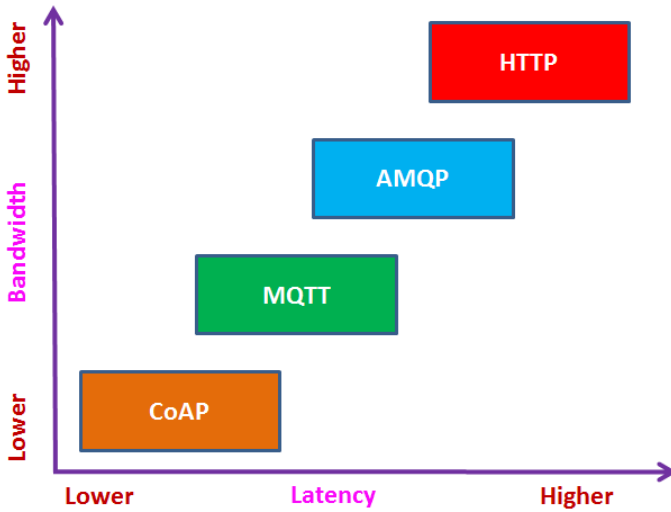 Higher
HTTP
AMQP
Bandwidth
MQTT
CoAP
Lower
Lower
Latency
Higher